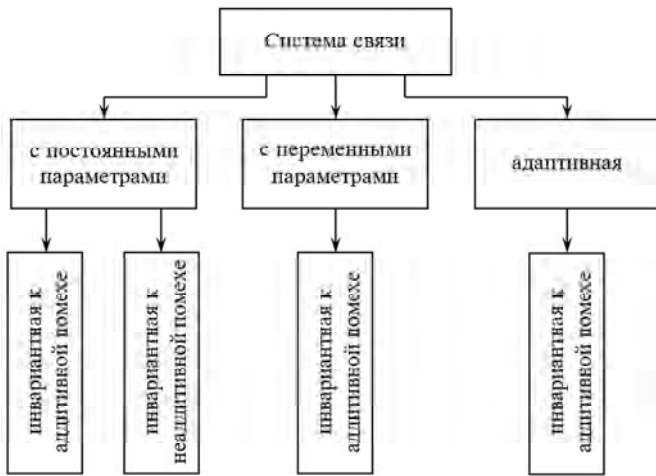 Система связи
с постоянными
параметрами
с переменными
параметрами
адаптивная
инвариантная к
аддитивной помехе
инвариантная к
неаддитивной помехе
инвариантная к
аддитивной помехе
инвариантная к
аддитивной помехе